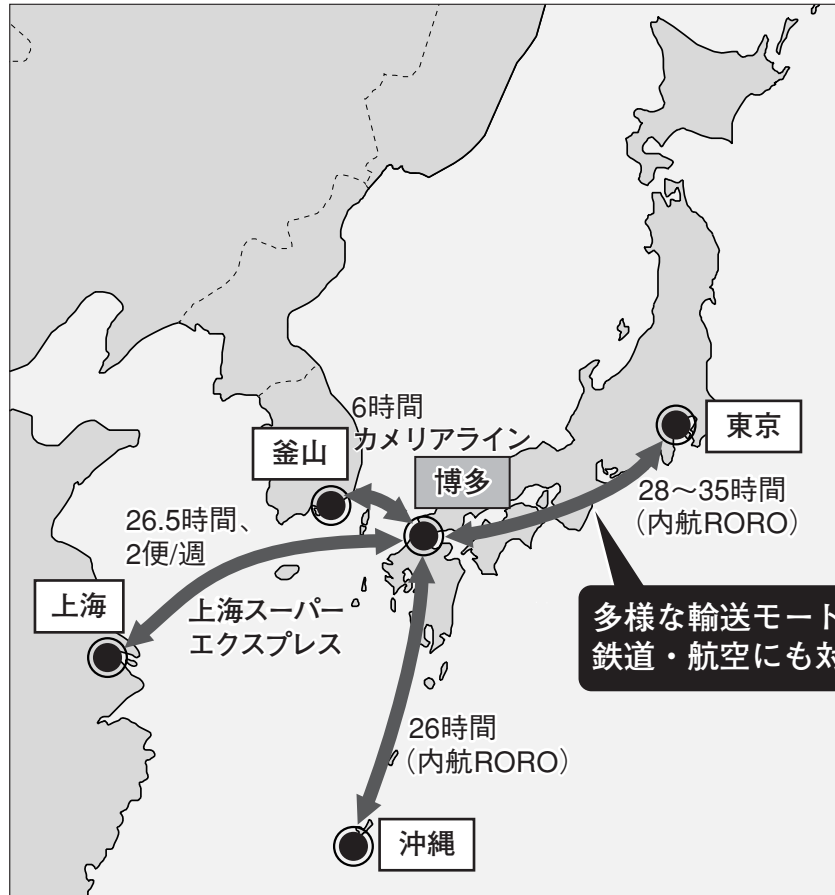 6時間
カメリアライン
釜山
博多
東京
28〜35時間
（内航RORO）
26.5時間、
2便/週
上海
上海スーパー
エクスプレス
多様な輸送モード
鉄道・航空にも対
26時間
（内航RORO）
沖縄